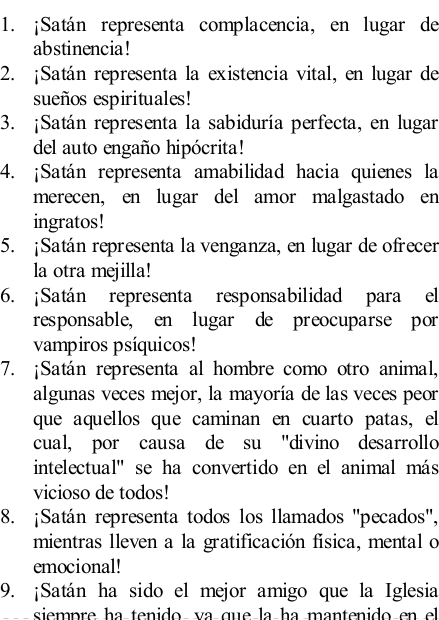 1. ¡Satán representa complacencia, en lugar de
abstinencia!
2. ¡Satán representa la existencia vital, en lugar de
sueños espirituales!
3. ¡Satán representa la sabiduría perfecta, en lugar
del auto engaño hipócrita!
4. ¡Satán representa amabilidad hacia quienes la
merecen, en lugar del amor malgastado en
ingratos!
5. ¡Satán representa la venganza, en lugar de ofrecer
la otra mejilla!
6. ¡Satán representa responsabilidad para el
responsable, en lugar de preocuparse por
vampiros psíquicos!
7. ¡Satán representa al hombre como otro animal,
algunas veces mejor, la mayoría de las veces peor
que aquellos que caminan en cuarto patas, el
cual, por causa de su "divino desarrollo
intelectual" se ha convertido en el animal más
vicioso de todos!
8. ¡Satán representa todos los llamados "pecados",
mientras lleven a la gratificación física, mental o
emocional!
9. ¡Satán ha sido el mejor amigo que la Iglesia
siempre ha tenido, ya que la ha mantenido en el